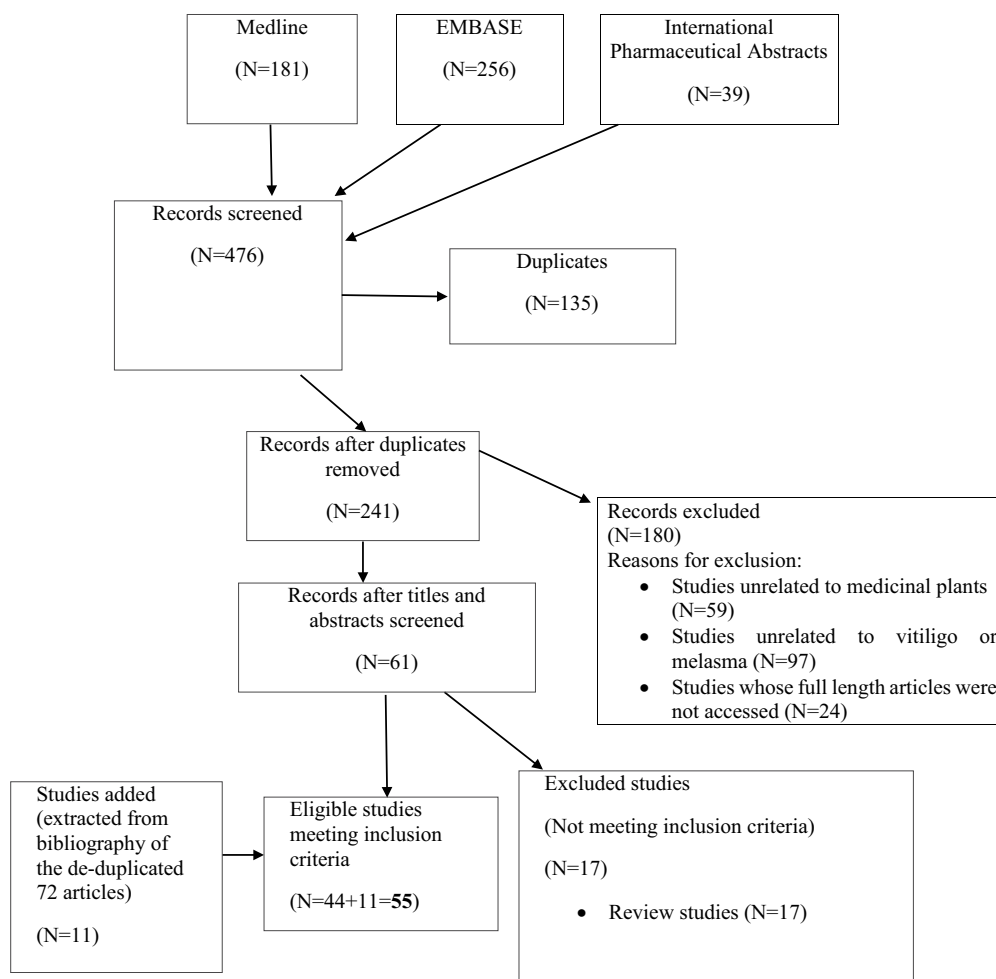 Medline
(N=181)
EMBASE
(N=256)
International
Pharmaceutical Abstracts
(N=39)
Records screened
(N=476)
Duplicates
(N=135)
Records after duplicates
removed
(N=241)
Records excluded
(N=180)
Reasons for exclusion:
• Studies unrelated to medicinal plants
(N=59)
• Studies unrelated to vitiligo or
melasma (N=97)
• Studies whose full length articles were
not accessed (N=24)
Records after titles and
abstracts screened
(N=61)
Studies added
(extracted from
bibliography of
the de-duplicated
72 articles)
(N=11)
Eligible studies
meeting inclusion
criteria
(N=44+11=55)
Excluded studies
(Not meeting inclusion criteria)
(N=17)
• Review studies (N=17)